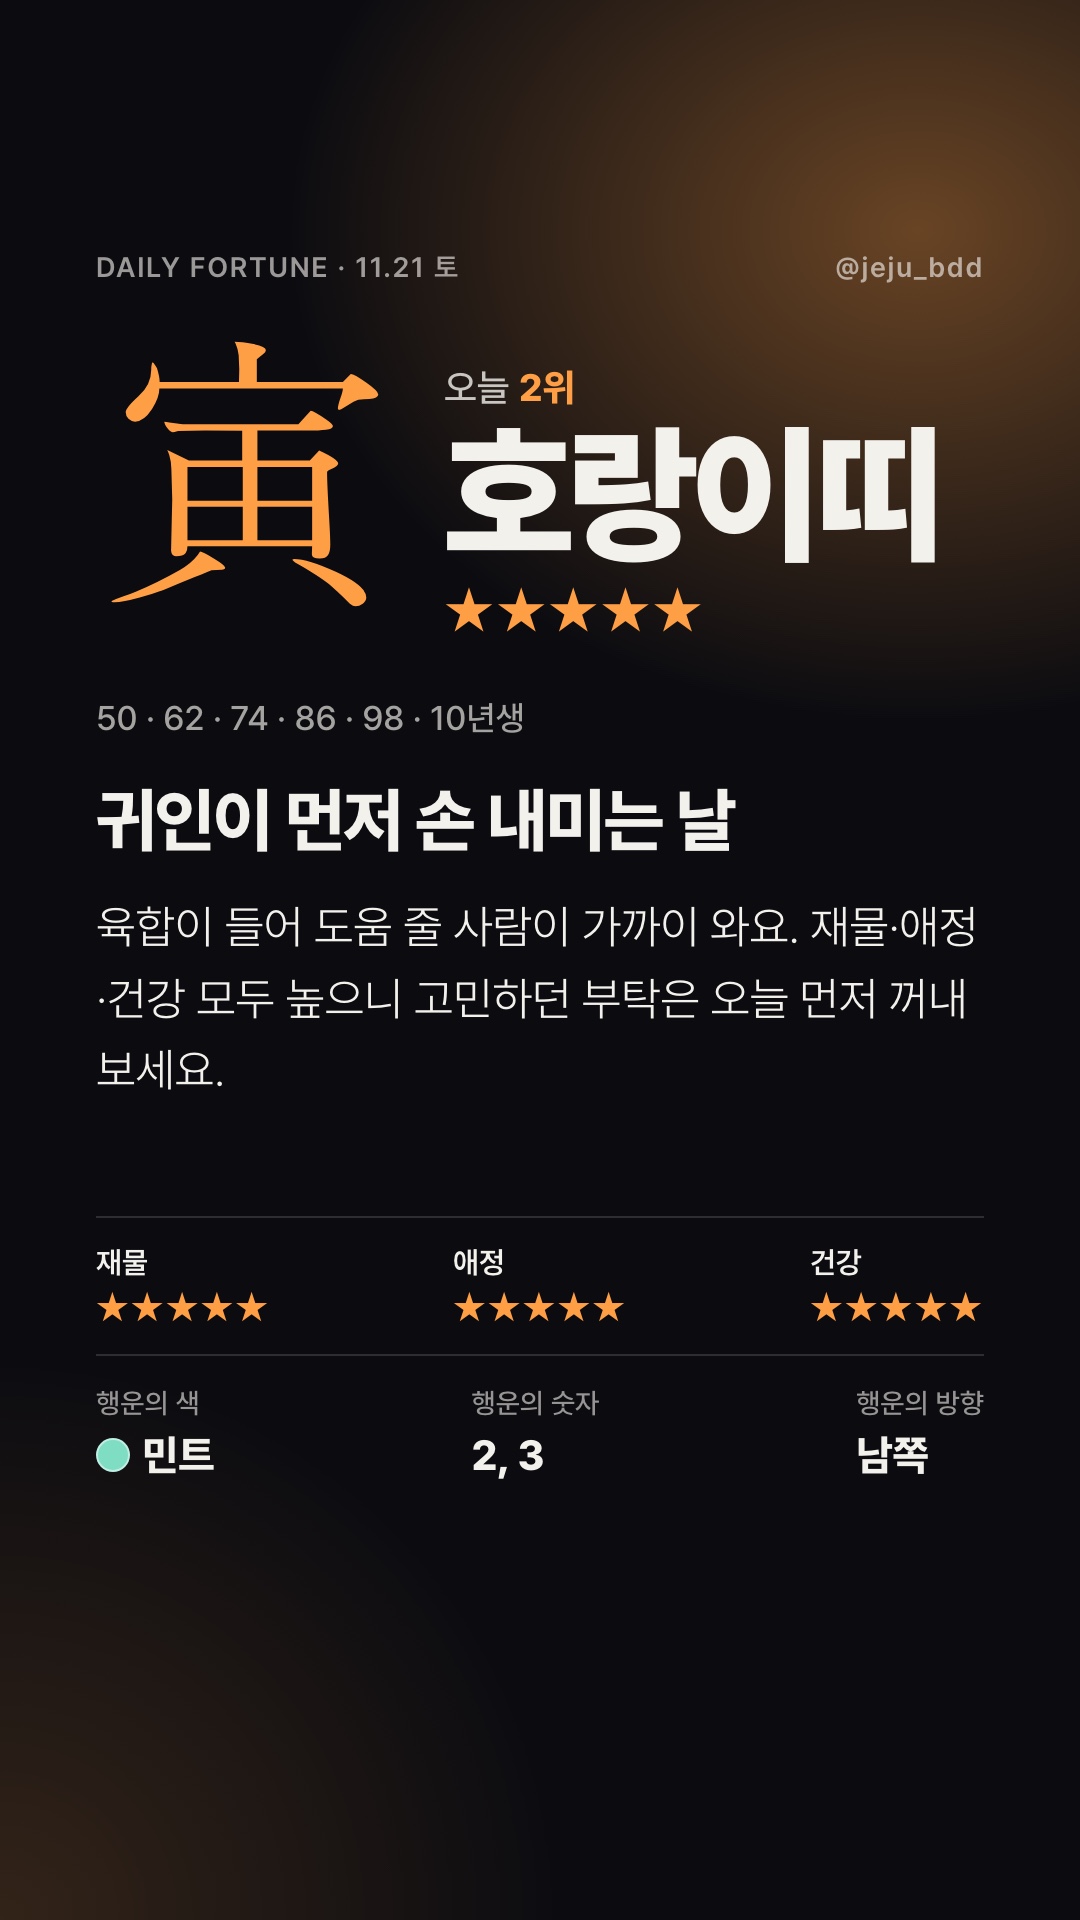 DAILY FORTUNE · 11.21 토
@jeju_bdd
寅
오늘 2위
호랑이띠
★★★★★
50 · 62 · 74 · 86 · 98 · 10년생
귀인이 먼저 손 내미는 날
육합이 들어 도움 줄 사람이 가까이 와요. 재물·애정
·건강 모두 높으니 고민하던 부탁은 오늘 먼저 꺼내
보세요.
재물
★★★★★
애정
★★★★★
건강
★★★★★
행운의 색
민트
행운의 숫자
2, 3
행운의 방향
남쪽